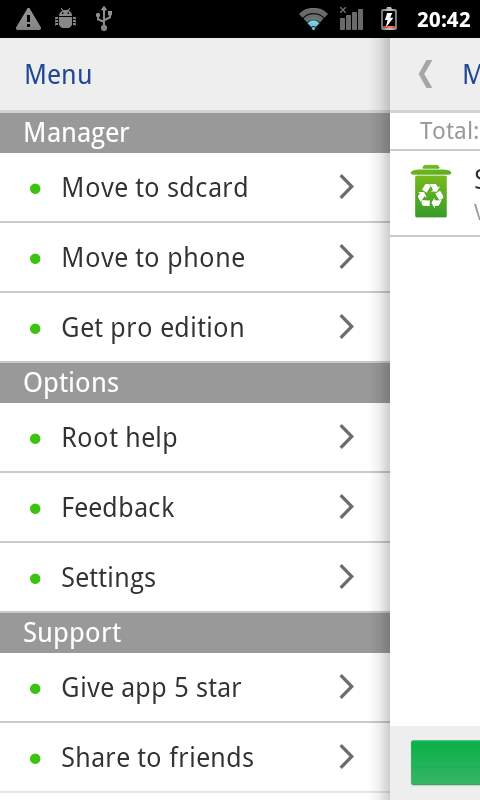 20:42
Menu
Manager
Move to sdcard
Move to phone
Get pro edition
Options
Root help
Feedback
Settings
Support
Give app 5 star
Share to friends
Total: